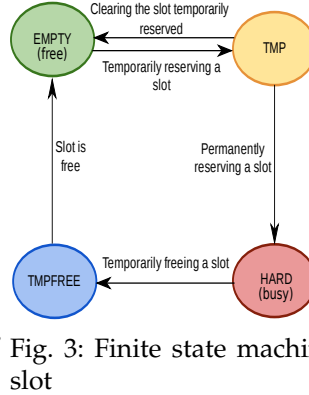 Clearing the slot temporarily
reserved
EMPTY
(free)
TMP
Temporarily reserving a
slot
Slot is
free
Permanently
reserving a slot
Temporarily freeing a slot
TMPFREE
HARD
(busy)
Fig. 3: Finite state machi
slot